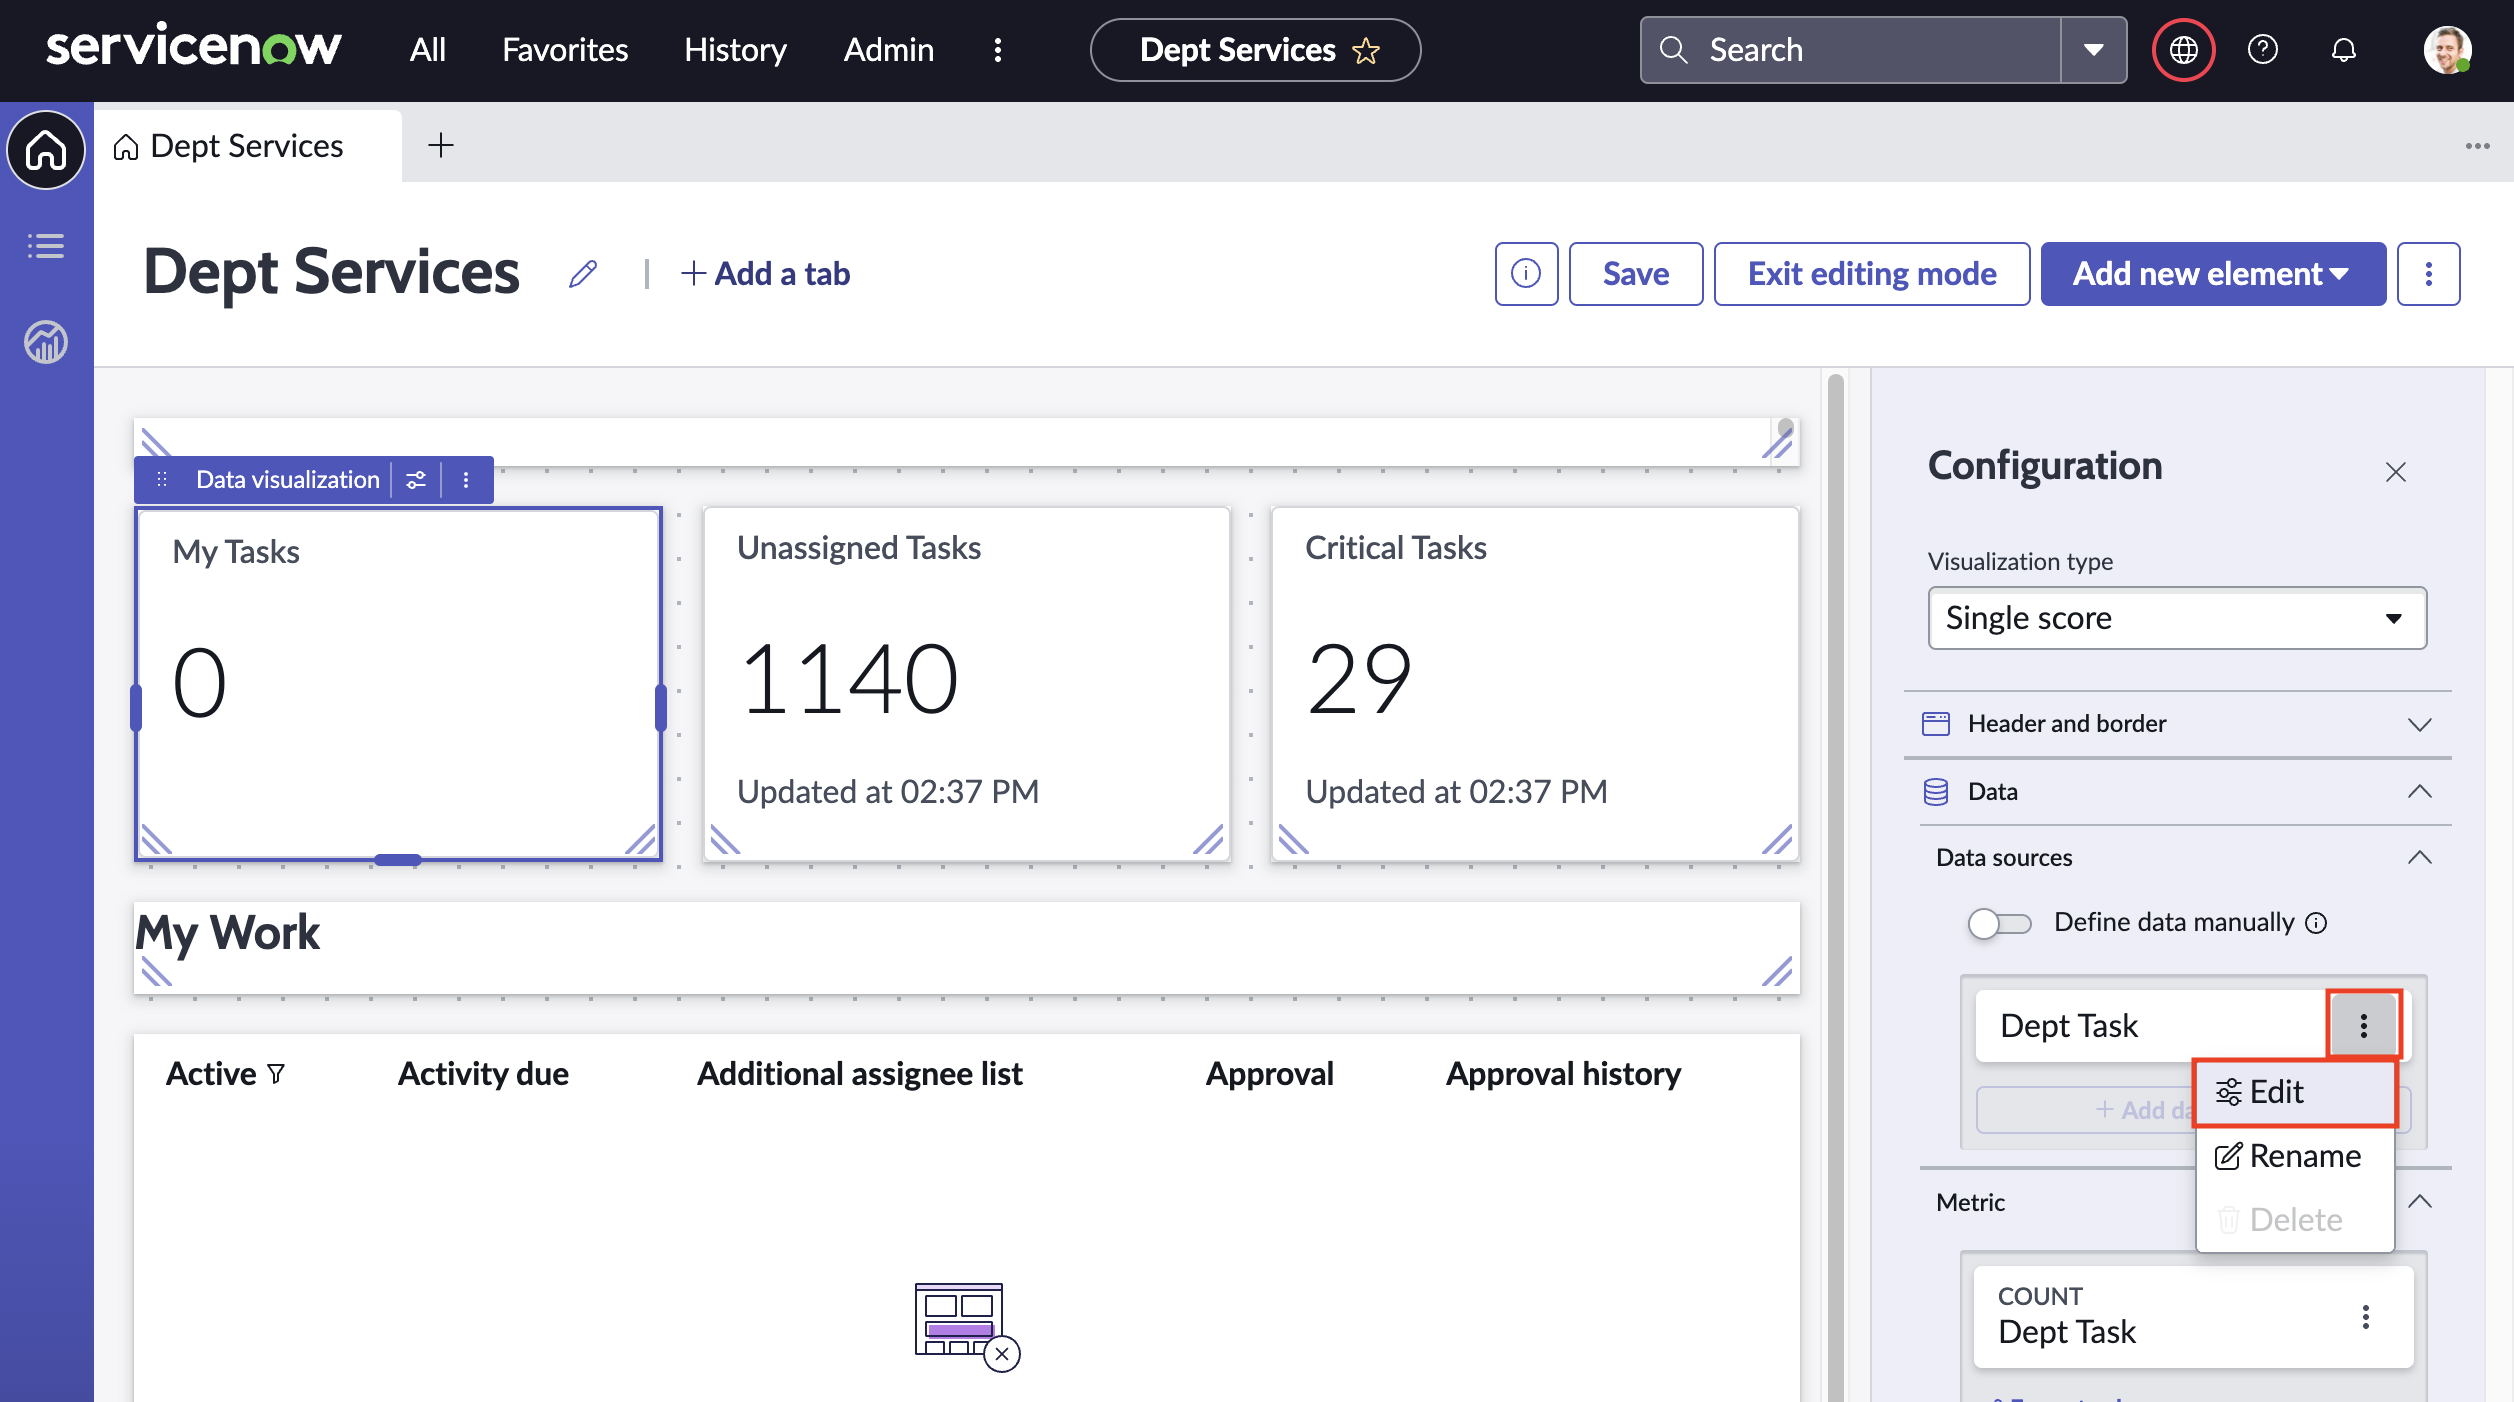 servicenow All Favorites History Admin Dept Services Search
Dept Services
Dept Services Add a tab Save Exit editing mode Add new element
Data visualization
My Tasks
0
Unassigned Tasks
1140
Updated at 02:37 PM
Critical Tasks
29
Updated at 02:37 PM
My Work
Active Activity due Additional assignee list Approval Approval history
Configuration
Visualization type
Single score
Header and border
Data
Data sources
Define data manually
Dept Task
+ Add
Edit
Rename
Delete
Metric
COUNT
Dept Task